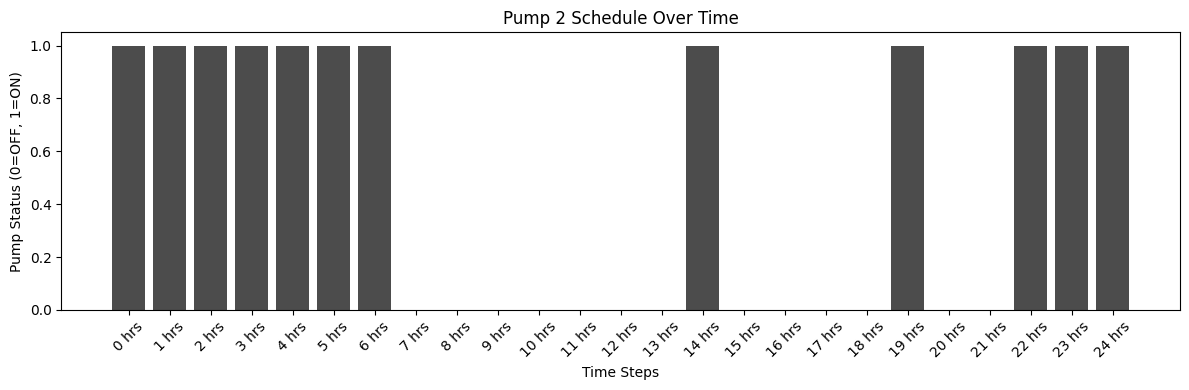 Pump 2 Schedule Over Time
Pump Status (0=OFF, 1=ON)
1.0
0.8
0.6
0.4
0.2
0.0
0 hrs
1 hrs
2 hrs
3 hrs
4 hrs
5 hrs
6 hrs
7 hrs
8 hrs
9 hrs
10 hrs
11 hrs
12 hrs
13 hrs
14 hrs
15 hrs
16 hrs
17 hrs
18 hrs
19 hrs
20 hrs
21 hrs
22 hrs
23 hrs
24 hrs
Time Steps